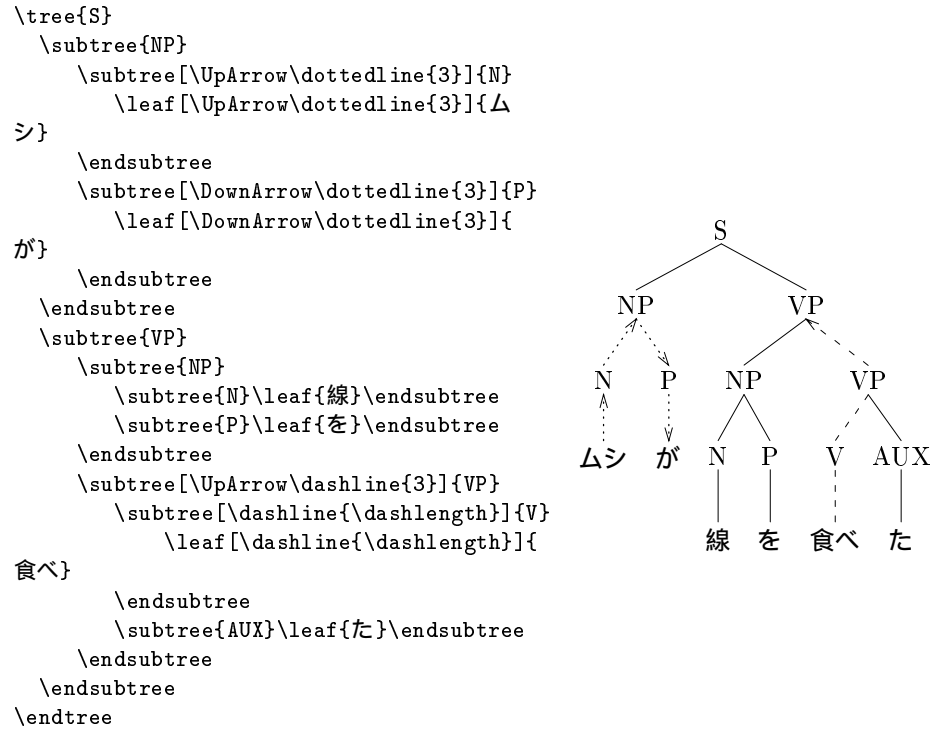 \tree{S}
\subtree{NP}
\subtree[\UpArrow\dottedline{3}]{N}
\leaf[\UpArrow\dottedline{3}]{ム
シ}
\endsubtree
\subtree[\DownArrow\dottedline{3}]{P}
\leaf[\DownArrow\dottedline{3}]{
が}
\endsubtree
\endsubtree
\subtree{VP}
\subtree{NP}
\subtree{N}\leaf{線}\endsubtree
\subtree{P}\leaf{を}\endsubtree
\endsubtree
\subtree[\UpArrow\dashline{3}]{VP}
\subtree[\dashline{\dashlength}]{V}
\leaf[\dashline{\dashlength}]{
食べ}
\endsubtree
\subtree{AUX}\leaf{た}\endsubtree
\endsubtree
\endsubtree
\endtree
S
NP VP
N P NP VP
ムシ が N P V AUX
線 を 食べ た